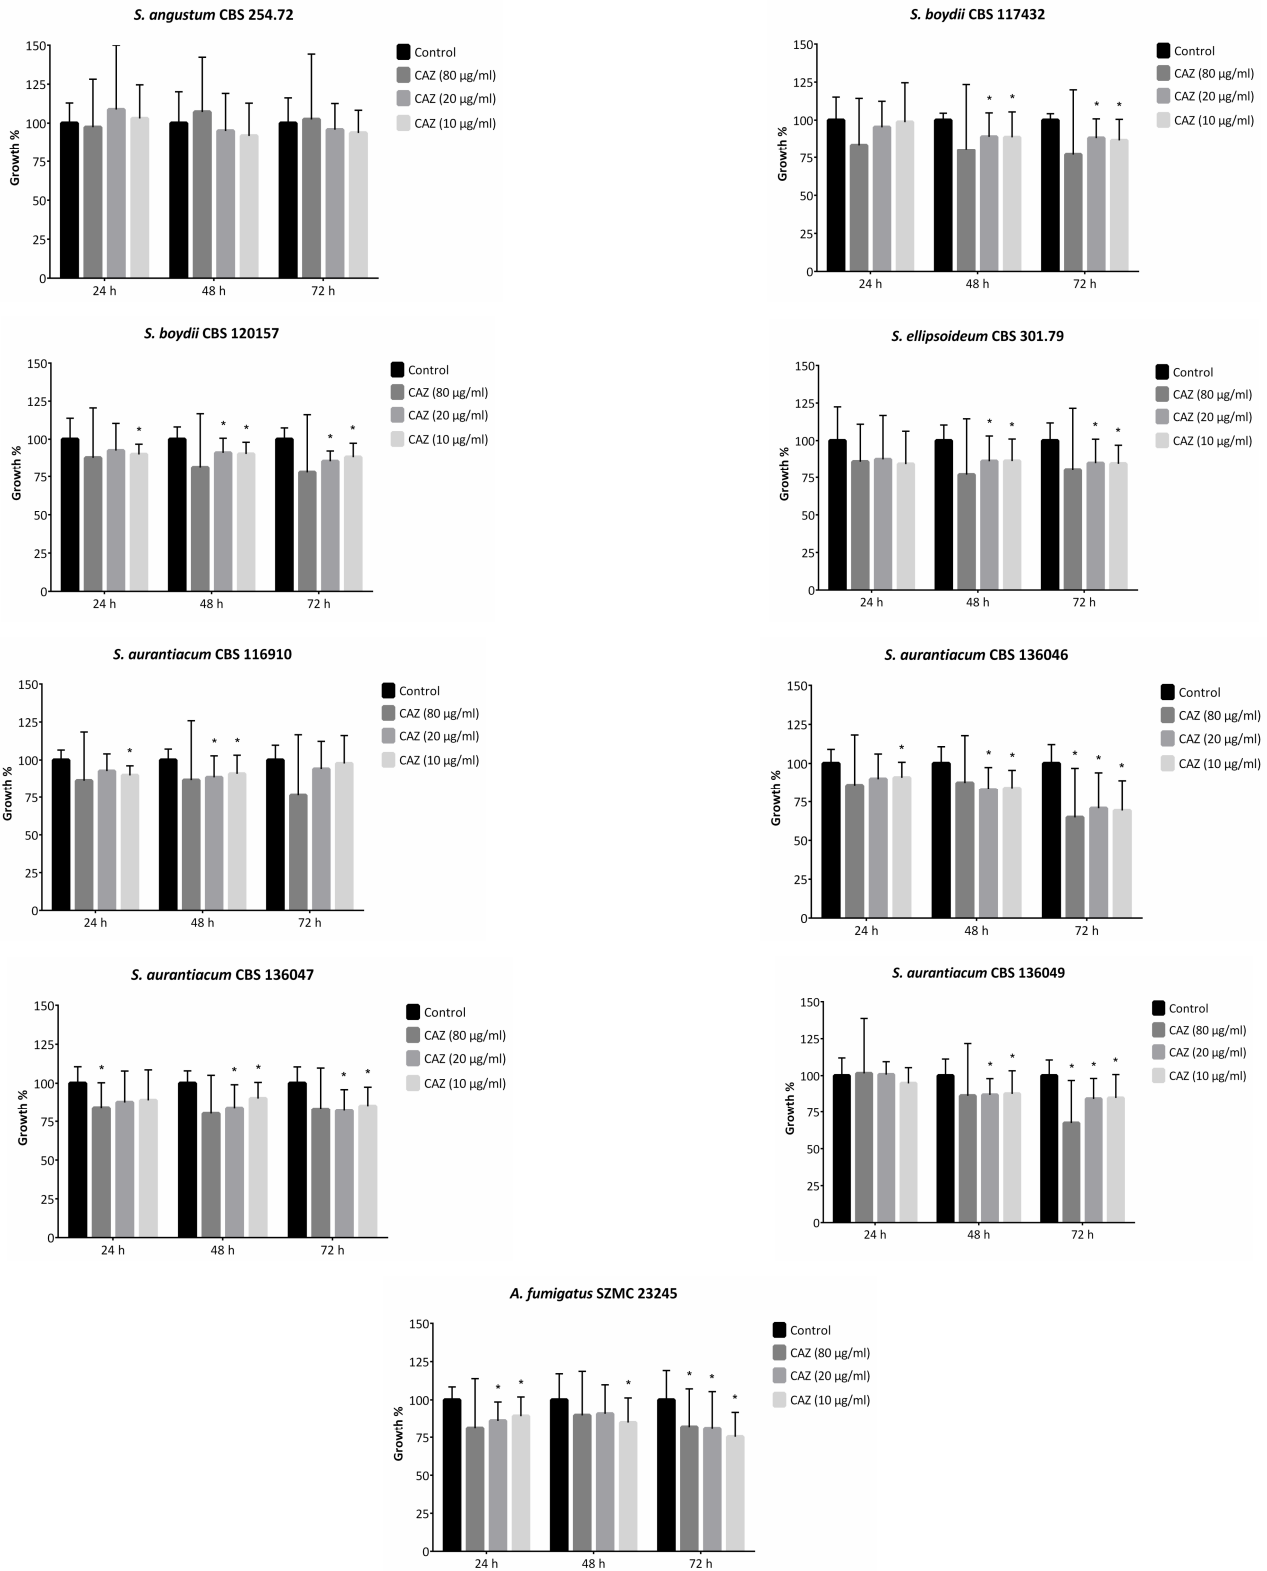 S. angustum CBS 254.72
Growth %
150
125
100
75
50
25
0
24 h 48 h 72 h
Control
CAZ (80 µg/ml)
CAZ (20 µg/ml)
CAZ (10 µg/ml)
S. boydii CBS 117432
Growth %
150
125
100
75
50
25
0
* * * *
24 h 48 h 72 h
Control
CAZ (80 µg/ml)
CAZ (20 µg/ml)
CAZ (10 µg/ml)
S. boydii CBS 120157
Growth %
150
125
100
75
50
25
0
* * * * *
24 h 48 h 72 h
Control
CAZ (80 µg/ml)
CAZ (20 µg/ml)
CAZ (10 µg/ml)
S. ellipsoideum CBS 301.79
Growth %
150
125
100
75
50
25
0
* * * *
24 h 48 h 72 h
Control
CAZ (80 µg/ml)
CAZ (20 µg/ml)
CAZ (10 µg/ml)
S. aurantiacum CBS 116910
Growth %
150
125
100
75
50
25
0
* * *
24 h 48 h 72 h
Control
CAZ (80 µg/ml)
CAZ (20 µg/ml)
CAZ (10 µg/ml)
S. aurantiacum CBS 136046
Growth %
150
125
100
75
50
25
0
* * * * * *
24 h 48 h 72 h
Control
CAZ (80 µg/ml)
CAZ (20 µg/ml)
CAZ (10 µg/ml)
S. aurantiacum CBS 136047
Growth %
150
125
100
75
50
25
0
* * * * *
24 h 48 h 72 h
Control
CAZ (80 µg/ml)
CAZ (20 µg/ml)
CAZ (10 µg/ml)
S. aurantiacum CBS 136049
Growth %
150
125
100
75
50
25
0
* * * * *
24 h 48 h 72 h
Control
CAZ (80 µg/ml)
CAZ (20 µg/ml)
CAZ (10 µg/ml)
A. fumigatus SZMC 23245
Growth %
150
125
100
75
50
25
0
* * * * * *
24 h 48 h 72 h
Control
CAZ (80 µg/ml)
CAZ (20 µg/ml)
CAZ (10 µg/ml)